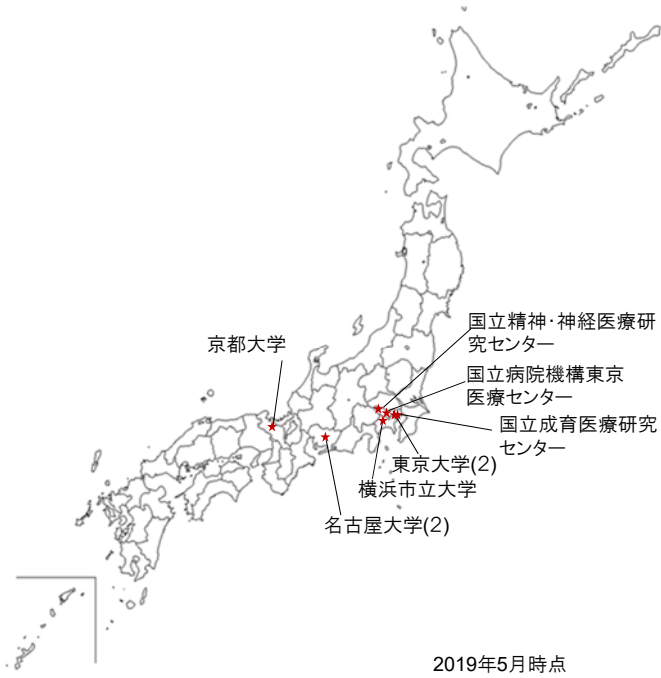 国立精神・神経医療研
究センター
京都大学
国立病院機構東京
医療センター
国立成育医療研究
センター
東京大学(2)
横浜市立大学
名古屋大学(2)
2019年5月時点